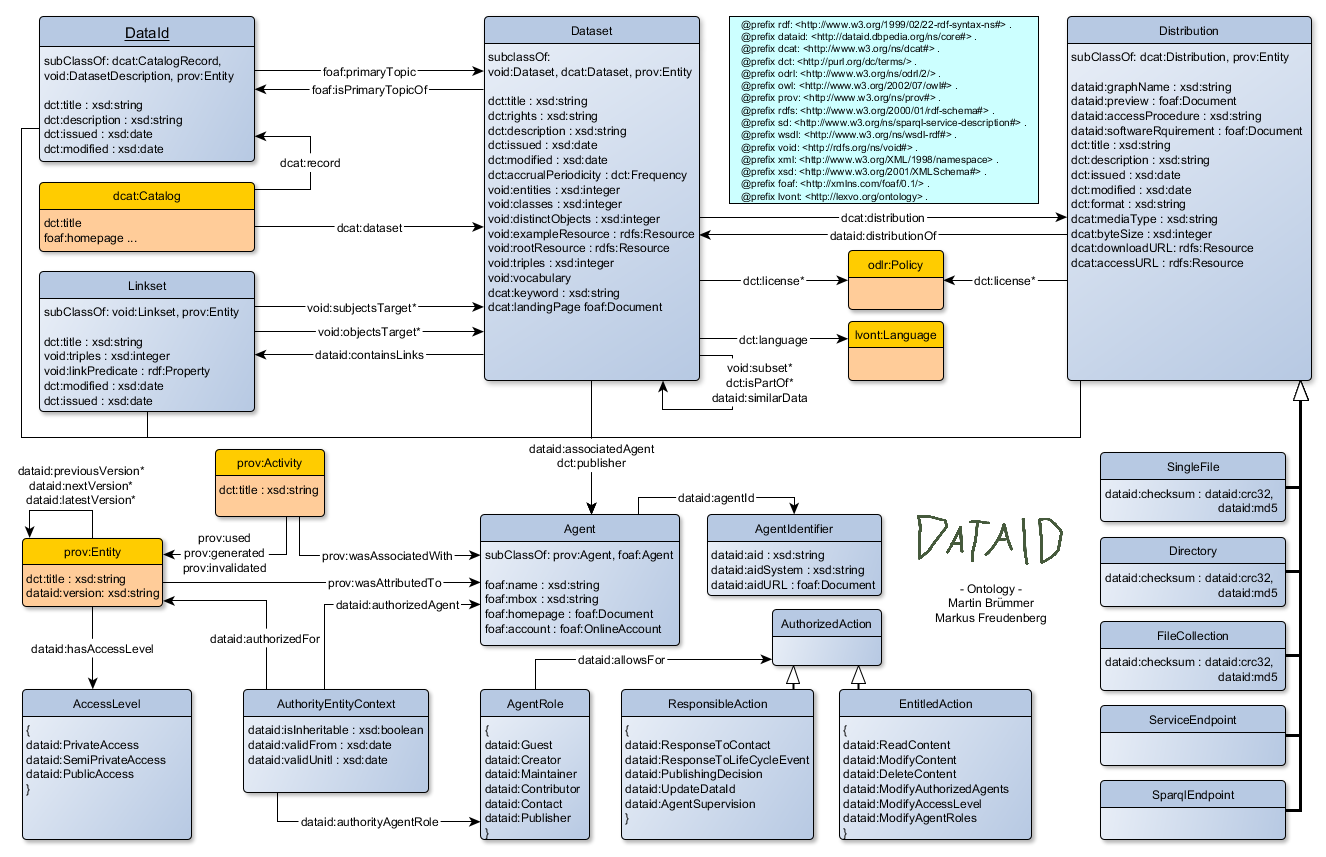 DataId
subClassOf: dcat:CatalogRecord,
void:DatasetDescription, prov:Entity
dct:title : xsd:string
dct:description : xsd:string
dct:issued : xsd:date
dct:modified : xsd:date
foaf:primaryTopic
foaf:isPrimaryTopicOf
dcat:record
dcat:Catalog
dct:title
foaf:homepage ...
dcat:dataset
Linkset
subClassOf: void:Linkset, prov:Entity
dct:title : xsd:string
void:triples : xsd:integer
void:linkPredicate : rdf:Property
dct:modified : xsd:date
dct:issued : xsd:date
void:subjectsTarget*
void:objectsTarget*
dataid:containsLinks
Dataset
subclassOf:
void:Dataset, dcat:Dataset, prov:Entity
dct:title : xsd:string
dct:rights : xsd:string
dct:description : xsd:string
dct:issued : xsd:date
dct:modified : xsd:date
dct:accrualPeriodicity : dct:Frequency
void:entities : xsd:integer
void:classes : xsd:integer
void:distinctObjects : xsd:integer
void:exampleResource : rdfs:Resource
void:rootResource : rdfs:Resource
void:triples : xsd:integer
void:vocabulary
dcat:keyword : xsd:string
dcat:landingPage foaf:Document
@prefix rdf: <http://www.w3.org/1999/02/22-rdf-syntax-ns#> .
@prefix dataid: <http://dataid.dbpedia.org/ns/core#> .
@prefix dcat: <http://www.w3.org/ns/dcat#> .
@prefix dct: <http://purl.org/dc/terms/> .
@prefix odrl: <http://www.w3.org/ns/odrl/2/> .
@prefix owl: <http://www.w3.org/2002/07/owl#> .
@prefix prov: <http://www.w3.org/ns/prov#> .
@prefix rdfs: <http://www.w3.org/2000/01/rdf-schema#> .
@prefix sd: <http://www.w3.org/ns/sparql-service-description#> .
@prefix wsdl: <http://www.w3.org/ns/wsdl-rdf#> .
@prefix void: <http://rdfs.org/ns/void#> .
@prefix xml: <http://www.w3.org/XML/1998/namespace> .
@prefix xsd: <http://www.w3.org/2001/XMLSchema#> .
@prefix foaf: <http://xmlns.com/foaf/0.1/> .
@prefix lvont: <http://lexvo.org/ontology> .
dcat:distribution
dataid:distributionOf
odlr:Policy
dct:license*
dct:license*
lvont:Language
dct:language
void:subset*
dct:isPartOf*
dataid:similarData
Distribution
subClassOf: dcat:Distribution, prov:Entity
dataid:graphName : xsd:string
dataid:preview : foaf:Document
dataid:accessProcedure : xsd:string
dataid:softwareRquirement : foaf:Document
dct:title : xsd:string
dct:description : xsd:string
dct:issued : xsd:date
dct:modified : xsd:date
dct:format : xsd:string
dcat:mediaType : xsd:string
dcat:byteSize : xsd:integer
dcat:downloadURL: rdfs:Resource
dcat:accessURL : rdfs:Resource
dataid:associatedAgent
dct:publisher
dataid:previousVersion*
dataid:nextVersion*
dataid:latestVersion*
prov:Activity
dct:title : xsd:string
prov:used
prov:generated
prov:invalidated
prov:wasAssociatedWith
prov:Entity
dct:title : xsd:string
dataid:version: xsd:string
prov:wasAttributedTo
dataid:authorizedAgent
dataid:authorizedFor
dataid:hasAccessLevel
Agent
subClassOf: prov:Agent, foaf:Agent
foaf:name : xsd:string
foaf:mbox : xsd:string
foaf:homepage : foaf:Document
foaf:account : foaf:OnlineAccount
dataid:agentId
AgentIdentifier
dataid:aid : xsd:string
dataid:aidSystem : xsd:string
dataid:aidURL : foaf:Document
DATAID
- Ontology -
Martin Brümmer
Markus Freudenberg
AuthorizedAction
dataid:allowsFor
AccessLevel
{
dataid:PrivateAccess
dataid:SemiPrivateAccess
dataid:PublicAccess
}
AuthorityEntityContext
dataid:isInheritable : xsd:boolean
dataid:validFrom : xsd:date
dataid:validUnitl : xsd:date
dataid:authorityAgentRole
AgentRole
{
dataid:Guest
dataid:Creator
dataid:Maintainer
dataid:Contributor
dataid:Contact
dataid:Publisher
}
ResponsibleAction
{
dataid:ResponseToContact
dataid:ResponseToLifeCycleEvent
dataid:PublishingDecision
dataid:UpdateDataId
dataid:AgentSupervision
}
EntitledAction
{
dataid:ReadContent
dataid:ModifyContent
dataid:DeleteContent
dataid:ModifyAuthorizedAgents
dataid:ModifyAccessLevel
dataid:ModifyAgentRoles
}
SingleFile
dataid:checksum : dataid:crc32,
dataid:md5
Directory
dataid:checksum : dataid:crc32,
dataid:md5
FileCollection
dataid:checksum : dataid:crc32,
dataid:md5
ServiceEndpoint
SparqlEndpoint